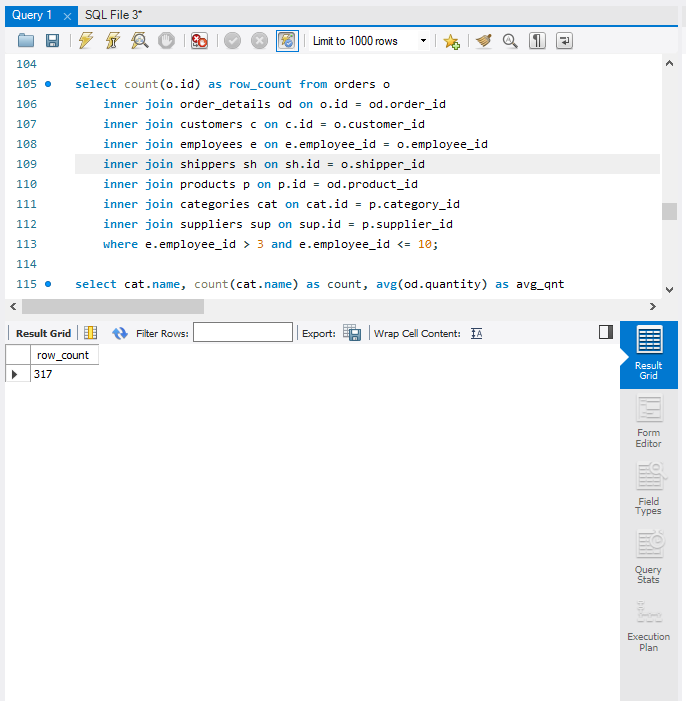 Query 1 ×
SQL File 3*
Limit to 1000 rows
104
105 select count(o.id) as row_count from orders o
106 inner join order_details od on o.id = od.order_id
107 inner join customers c on c.id = o.customer_id
108 inner join employees e on e.employee_id = o.employee_id
109 inner join shippers sh on sh.id = o.shipper_id
110 inner join products p on p.id = od.product_id
111 inner join categories cat on cat.id = p.category_id
112 inner join suppliers sup on sup.id = p.supplier_id
113 where e.employee_id > 3 and e.employee_id <= 10;
114
115 select cat.name, count(cat.name) as count, avg(od.quantity) as avg_qnt
Result Grid
Filter Rows:
Export:
Wrap Cell Content:
row_count
317
Result
Grid
Form
Editor
Field
Types
Query
Stats
Execution
Plan